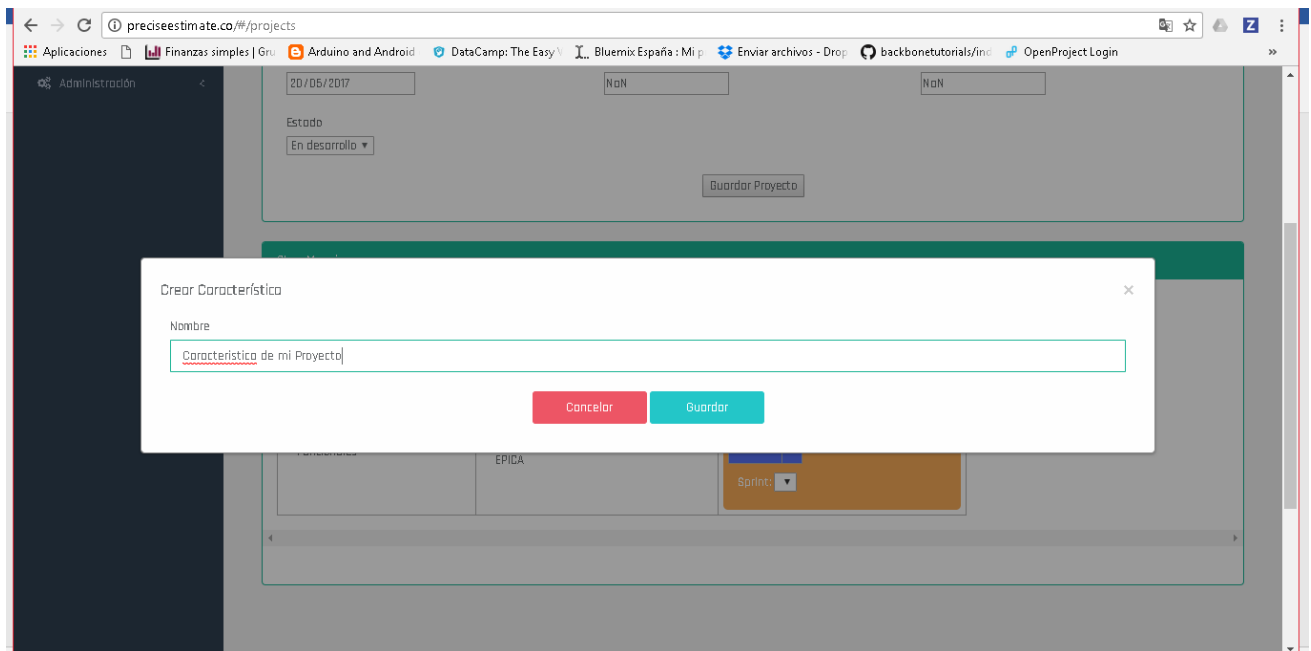 preciseestimate.co/#/projects
Aplicaciones Finanzas simples | Gru Arduino and Android DataCamp: The Easy Bluemix España : Mi p Enviar archivos - Drop backbonetutorials/ind OpenProject Login »
Administración <
20/06/2017 NaN NaN
Estado
En desarrollo
Guardar Proyecto
Crear Característica ×
Nombre
Caracteristica de mi Proyecto
Cancelar Guardar
EPICA
Sprint: